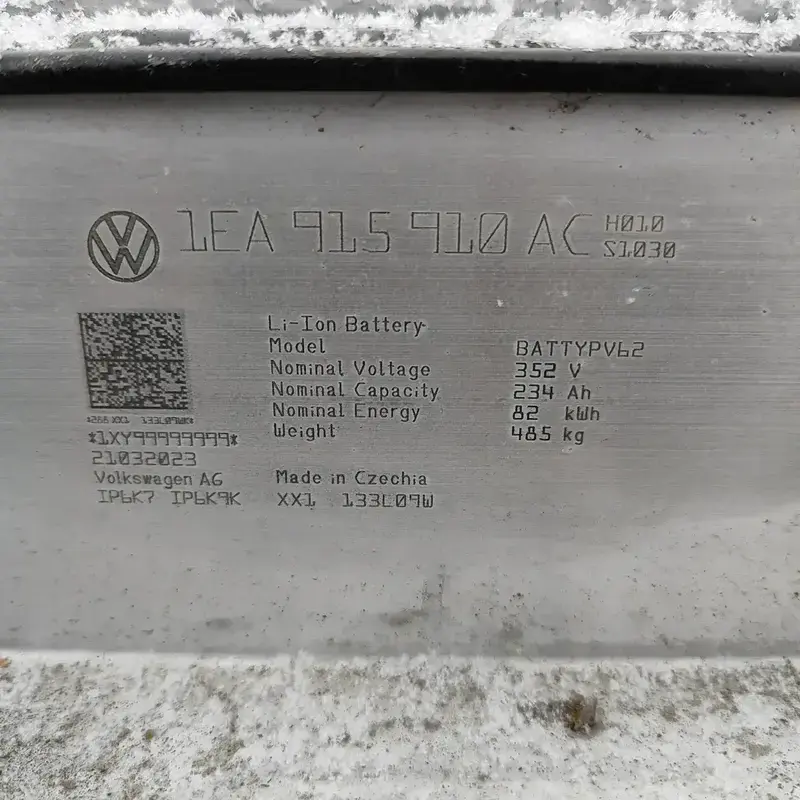 1EA 915 910 AC H010
S1030
Li-Ion Battery
Model BATTYPV62
Nominal Voltage 352 V
Nominal Capacity 234 Ah
Nominal Energy 82 kWh
Weight 485 kg
*1XY99999999*
21032023
Volkswagen AG Made in Czechia
IP6K7 IP6K9K XX1 133L09W